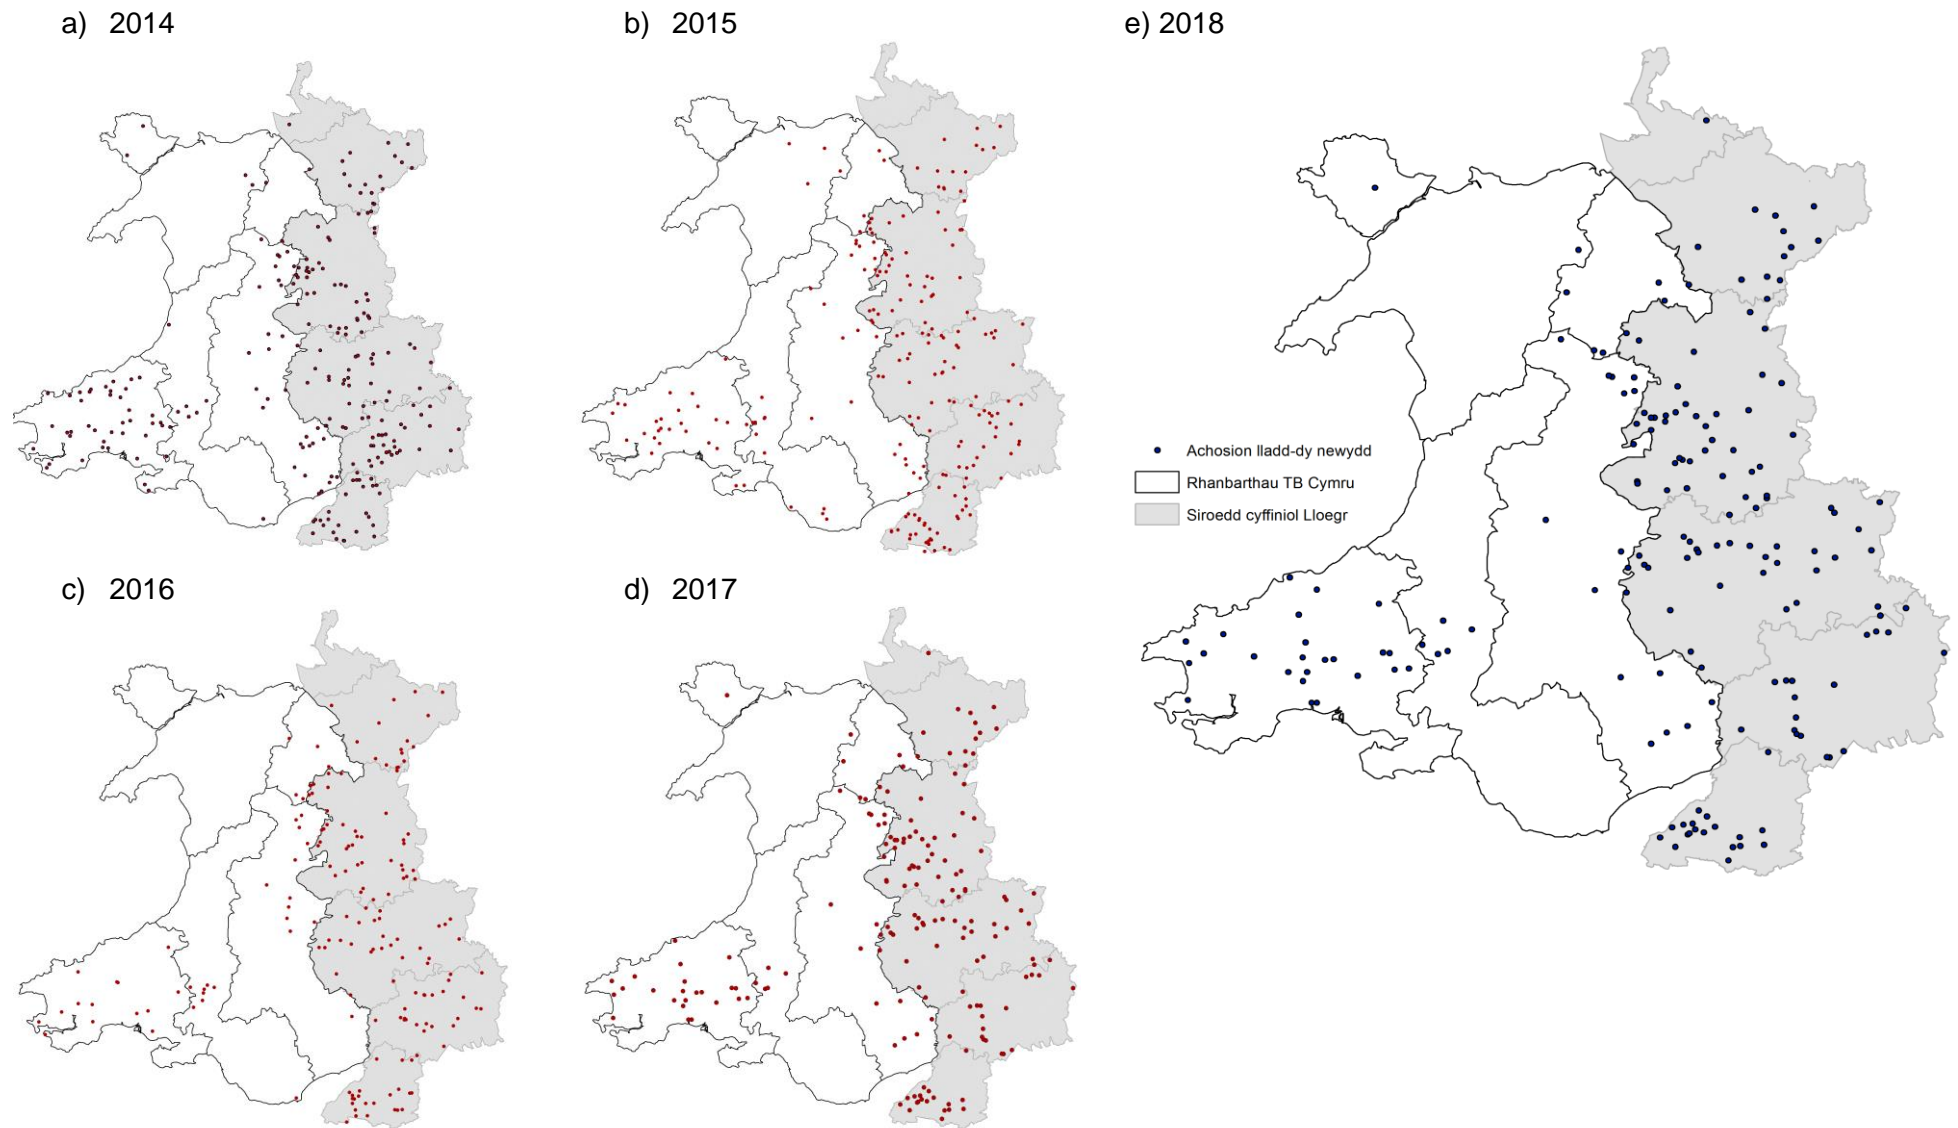 a) 2014
b) 2015
e) 2018
Achosion lladd-dy newydd
Rhanbarthau TB Cymru
Siroedd cyffiniol Lloegr
c) 2016
d) 2017